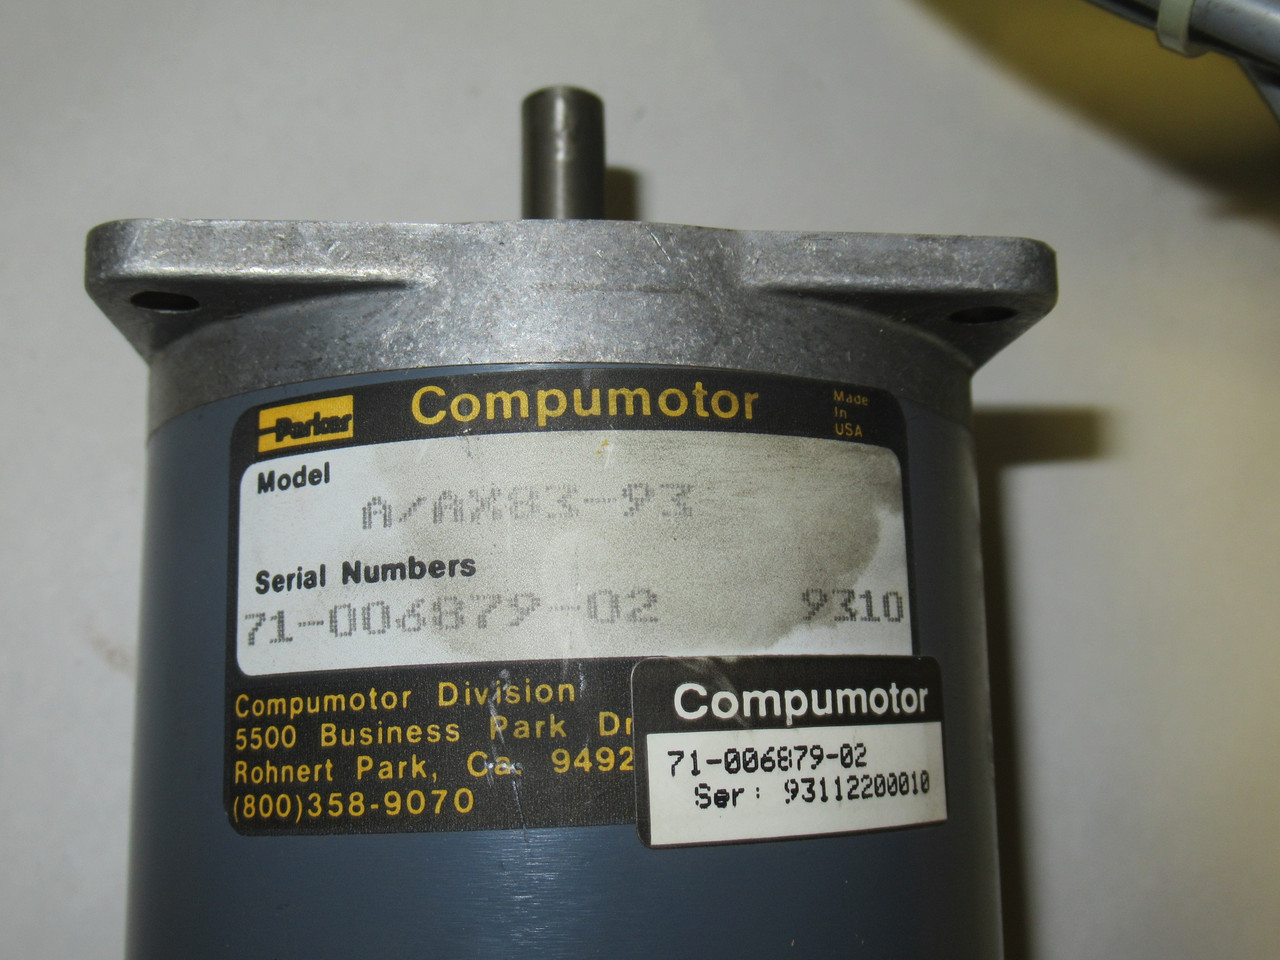 Parker Compumotor Made
In
USA
Model
A/AX83-93
Serial Numbers
71-006879-02 9310
Compumotor Division
5500 Business Park Dr
Rohnert Park, Ca. 9492
(800)358-9070
Compumotor
71-006879-02
Ser: 93112200010